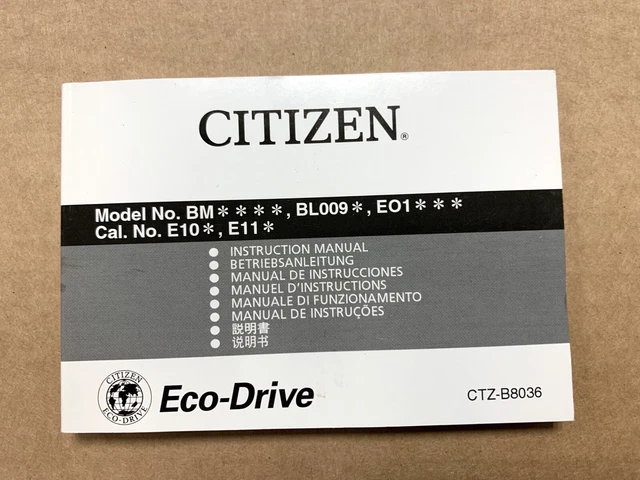 CITIZEN®
Model No. BM＊＊＊＊, BL009＊, EO1＊＊＊
Cal. No. E10＊, E11＊
● INSTRUCTION MANUAL
● BETRIEBSANLEITUNG
● MANUAL DE INSTRUCCIONES
● MANUEL D'INSTRUCTIONS
● MANUALE DI FUNZIONAMENTO
● MANUAL DE INSTRUÇÕES
● 説明書
● 说明书
CITIZEN
ECO-DRIVE
Eco-Drive
CTZ-B8036